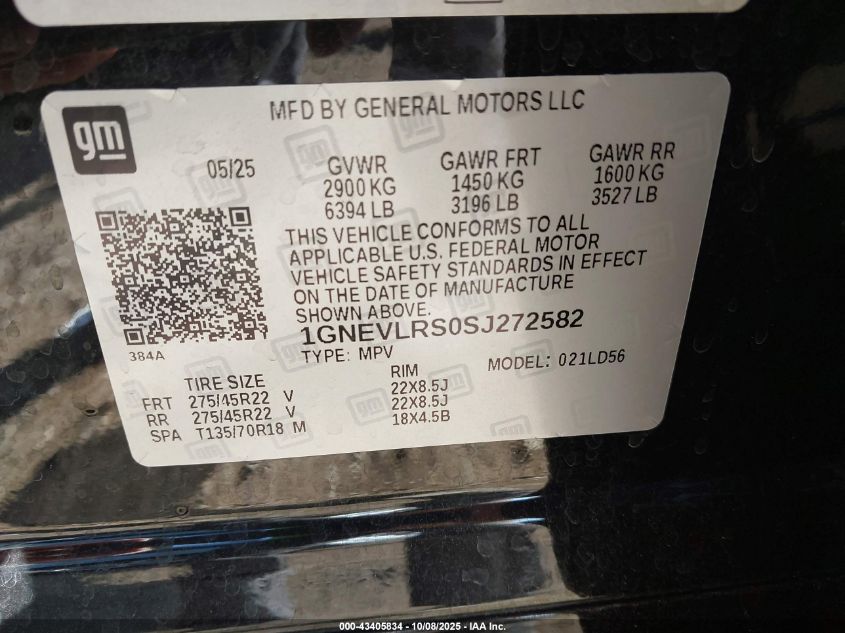 MFD BY GENERAL MOTORS LLC
gm
05/25
GVWR GAWR FRT GAWR RR
2900 KG 1450 KG 1600 KG
6394 LB 3196 LB 3527 LB
THIS VEHICLE CONFORMS TO ALL
APPLICABLE U.S. FEDERAL MOTOR
VEHICLE SAFETY STANDARDS IN EFFECT
ON THE DATE OF MANUFACTURE
SHOWN ABOVE.
1GNEVLRS0SJ272582
384A
TYPE: MPV MODEL: 021LD56
TIRE SIZE RIM
FRT 275/45R22 V 22X8.5J
RR 275/45R22 V 22X8.5J
SPA T135/70R18 M 18X4.5B
000-43405834 - 10/08/2025 - IAA Inc.